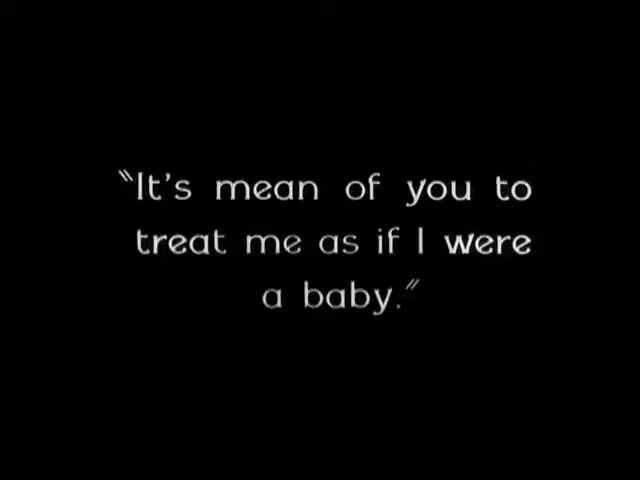 "It's mean of you to
treat me as if I were
a baby."